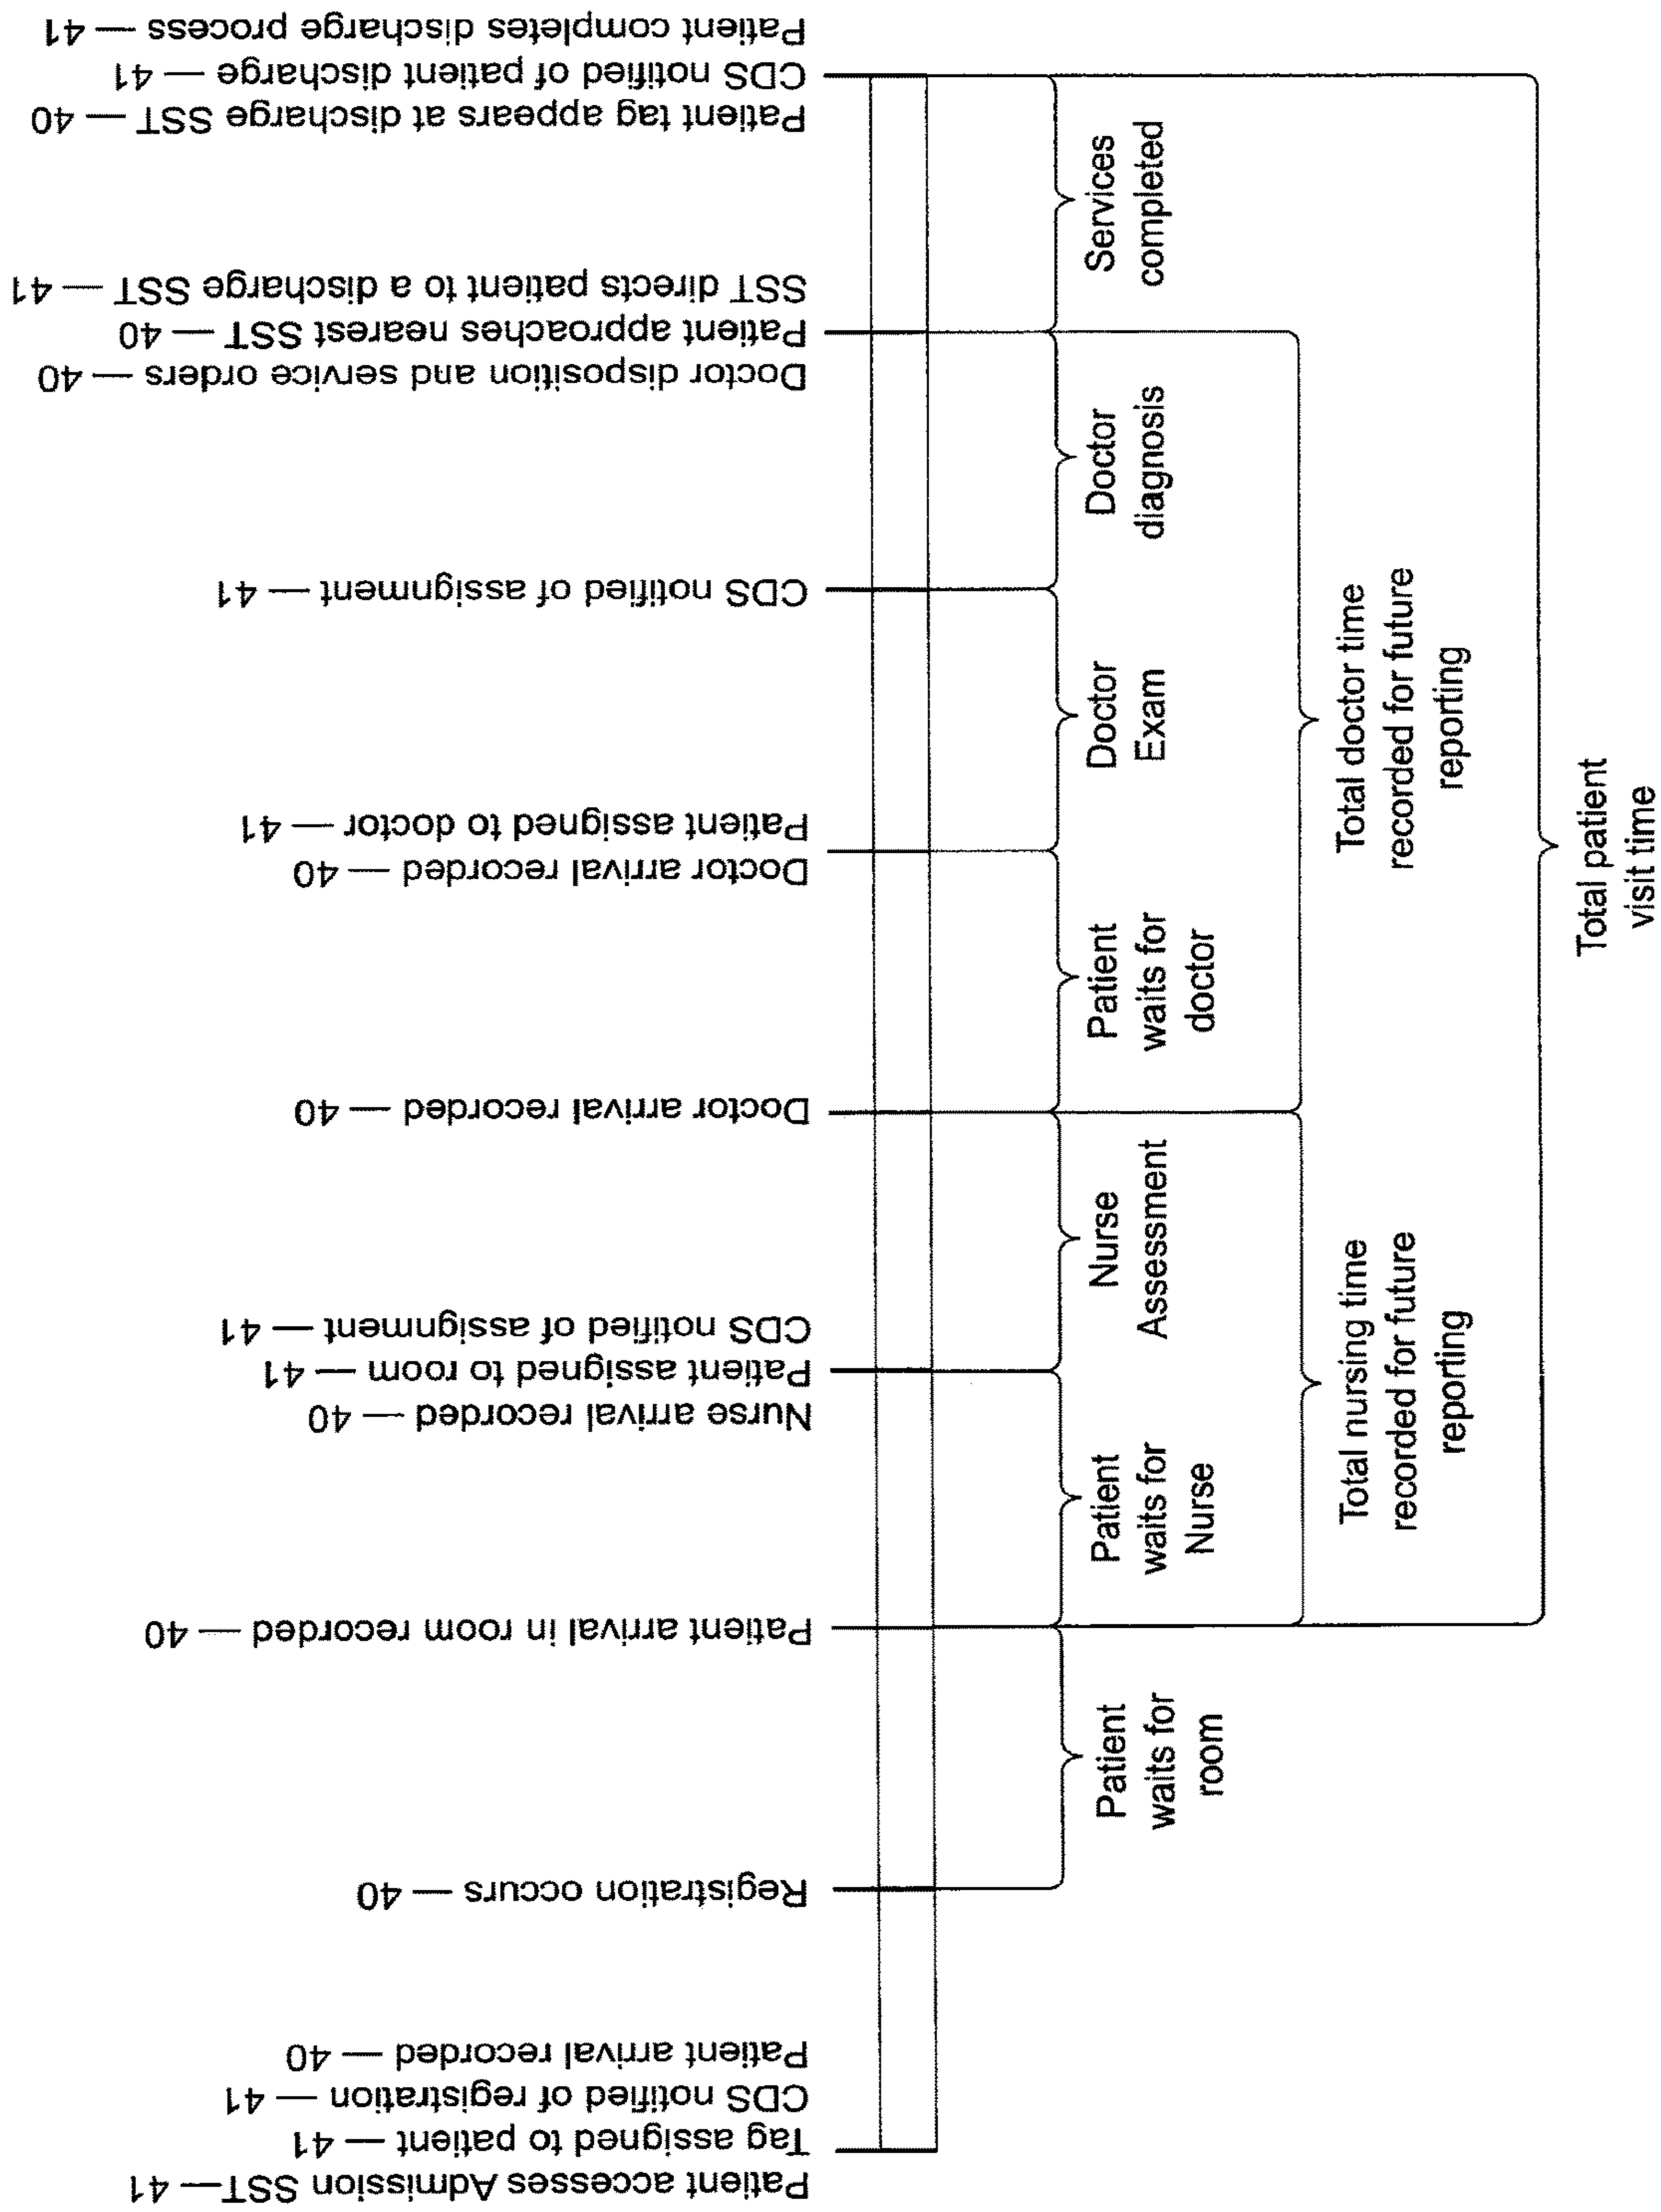 Patient accesses Admission SST—41
Tag assigned to patient — 41
CDS notified of registration — 41
Patient arrival recorded — 40
Registration occurs — 40
Patient arrival in room recorded — 40
Nurse arrival recorded — 40
Patient assigned to room — 41
CDS notified of assignment — 41
Doctor arrival recorded — 40
Doctor arrival recorded — 40
Patient assigned to doctor — 41
CDS notified of assignment — 41
Doctor disposition and service orders — 40
Patient approaches nearest SST — 40
SST directs patient to a discharge SST — 41
Patient tag appears at discharge SST — 40
CDS notified of patient discharge — 41
Patient completes discharge process — 41
Patient
waits for
room
Patient
waits for
Nurse
Nurse
Assessment
Patient
waits for
doctor
Doctor
Exam
Doctor
diagnosis
Services
completed
Total nursing time
recorded for future
reporting
Total doctor time
recorded for future
reporting
Total patient
visit time